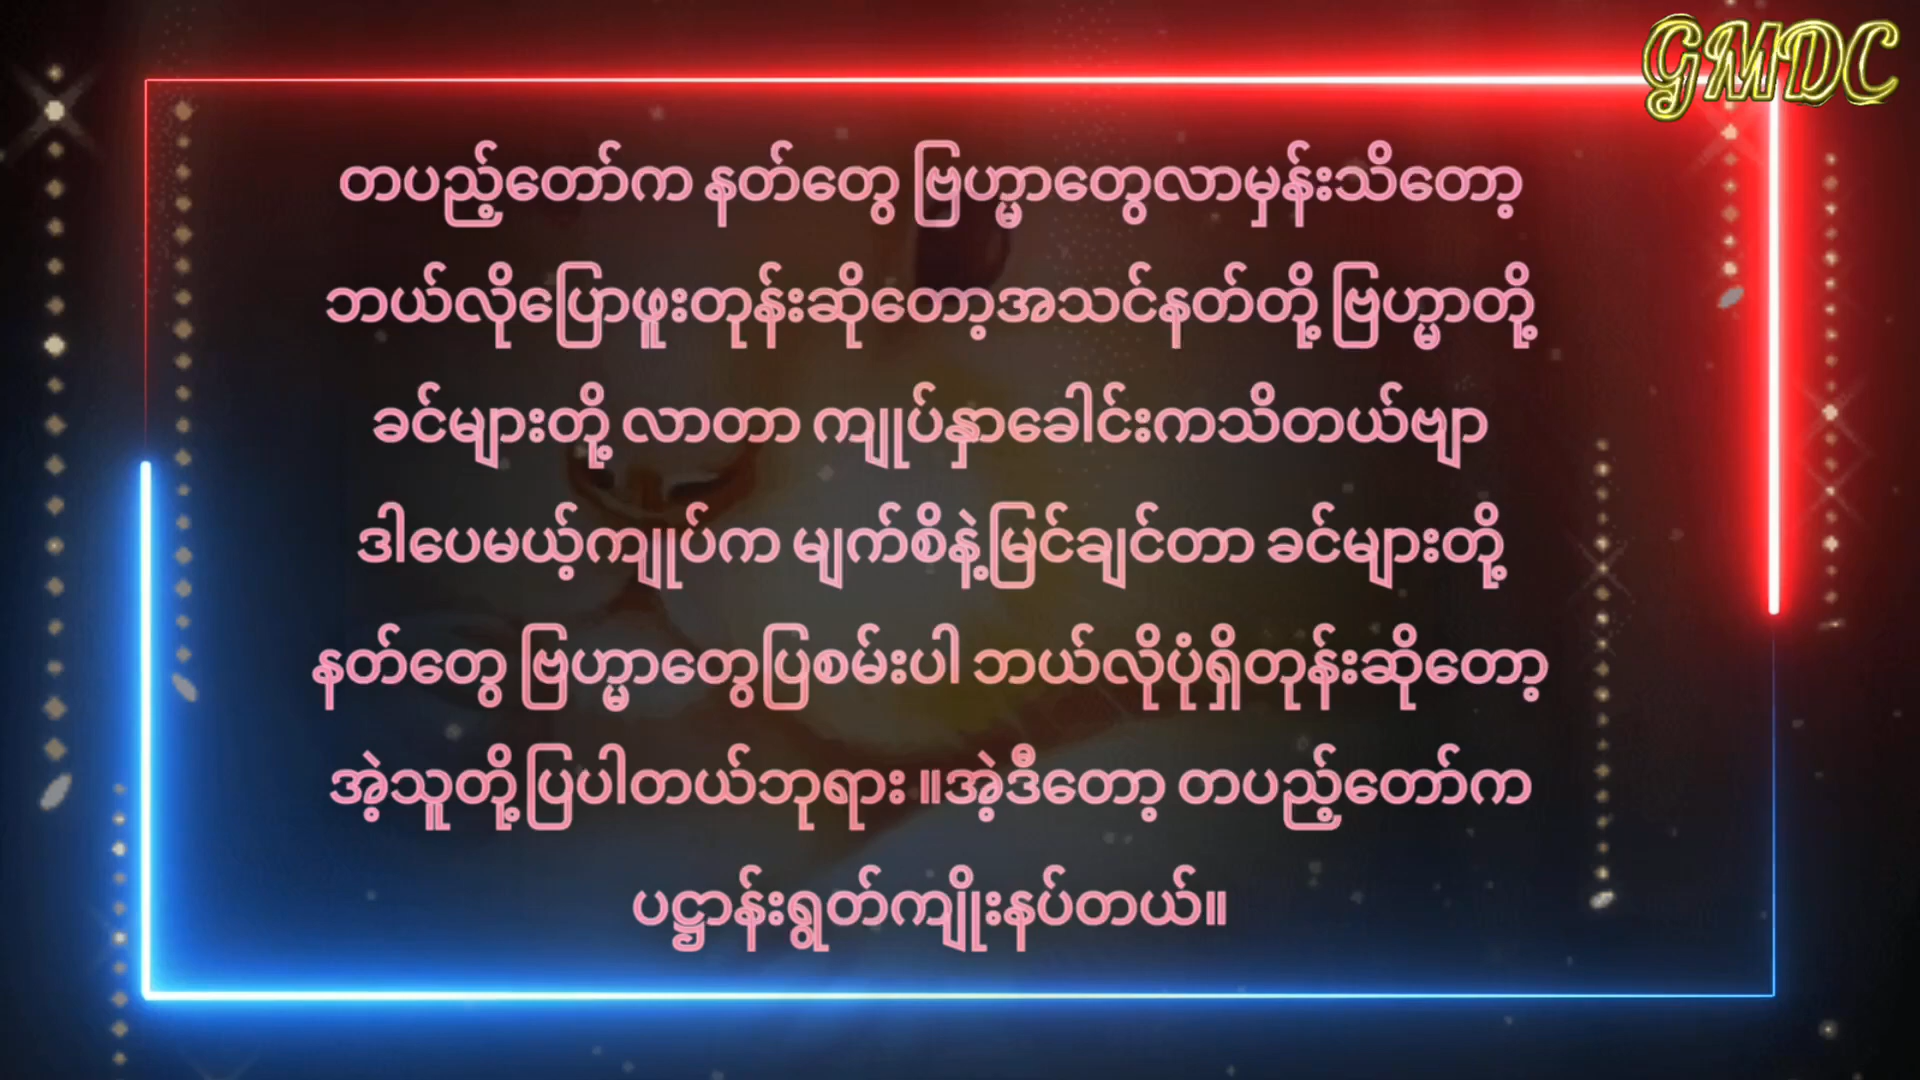 GMDC
တပည့်တော်က နတ်တွေ ဗြဟ္မာတွေလာမှန်းသိတော့
ဘယ်လိုပြောဖူးတုန်းဆိုတော့အသင်နတ်တို့ ဗြဟ္မာတို့
ခင်များတို့ လာတာ ကျုပ်နှာခေါင်းကသိတယ်ဗျာ
ဒါပေမယ့်ကျုပ်က မျက်စိနဲ့မြင်ချင်တာ ခင်များတို့
နတ်တွေ ဗြဟ္မာတွေပြစမ်းပါ ဘယ်လိုပုံရှိတုန်းဆိုတော့
အဲ့သူတို့ပြပါတယ်ဘုရား ။အဲ့ဒီတော့ တပည့်တော်က
ပဋ္ဌာန်းရွတ်ကျိုးနပ်တယ်။